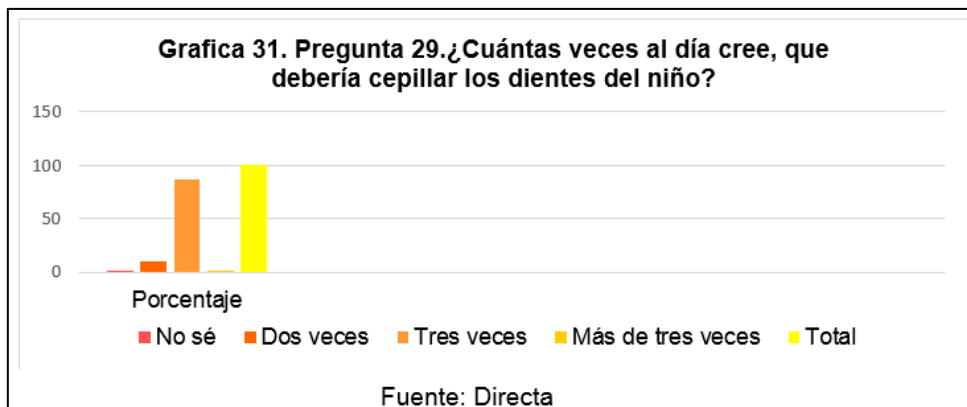 Grafica 31. Pregunta 29.¿Cuántas veces al día cree, que
debería cepillar los dientes del niño?
150
100
50
0
Porcentaje
No sé Dos veces Tres veces Más de tres veces Total
Fuente: Directa